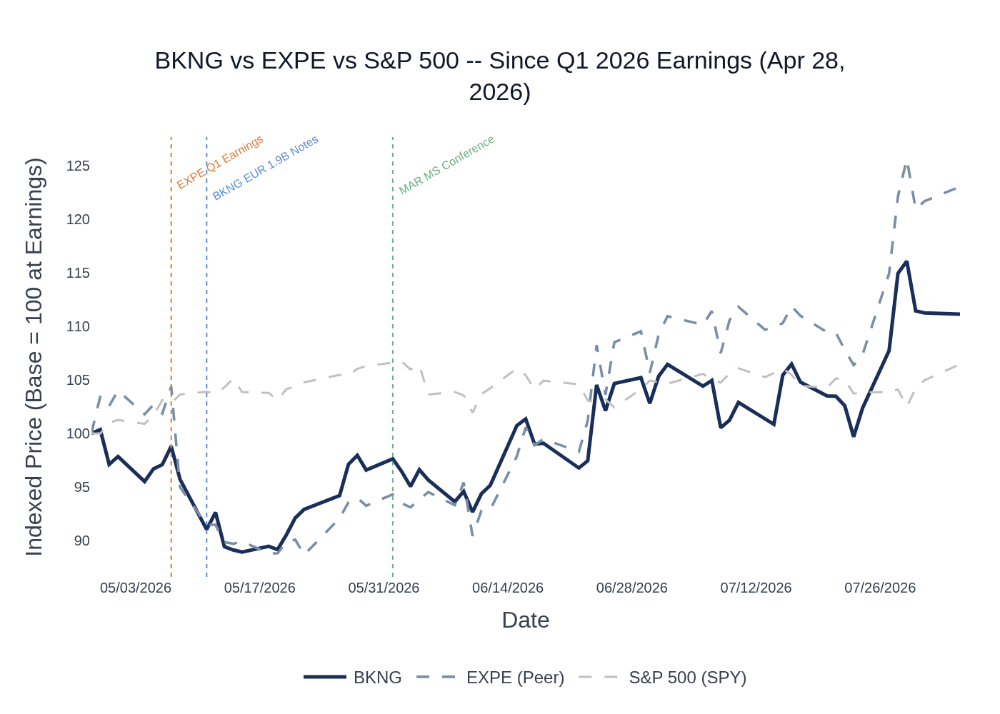 BKNG vs EXPE vs S&P 500 -- Since Q1 2026 Earnings (Apr 28,
2026)
EXPE Q1 Earnings
BKNG EUR 1.9B Notes
MAR MS Conference
Indexed Price (Base = 100 at Earnings)
125
120
115
110
105
100
95
90
05/03/2026
05/17/2026
05/31/2026
06/14/2026
06/28/2026
07/12/2026
07/26/2026
Date
BKNG
EXPE (Peer)
S&P 500 (SPY)